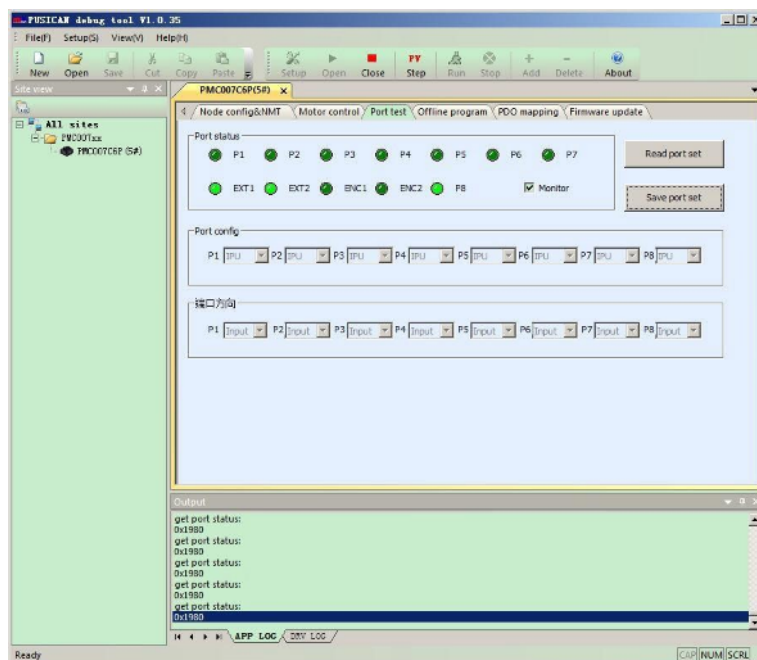 PUSICAN debug tool V1.0.35
File(F) Setup(S) View(V) Help(H)
New Open Save Cut Copy Paste Setup Open Close Step Run Stop Add Delete About
Site view
PMC007C6P(5#)
Node config&NMT Motor control Port test Offline program PDO mapping Firmware update
All sites
PMC007xx
PMC007C6P (5#)
Port status
P1 P2 P3 P4 P5 P6 P7
Read port set
EXT1 EXT2 ENC1 ENC2 P8 Monitor
Save port set
Port config
P1 IPU P2 IPU P3 IPU P4 IPU P5 IPU P6 IPU P7 IPU P8 IPU
端口方向
P1 Input P2 Input P3 Input P4 Input P5 Input P6 Input P7 Input P8 Input
Output
get port status:
0x1980
get port status:
0x1980
get port status:
0x1980
get port status:
0x1980
get port status:
0x1980
APP LOG DRV LOG
Ready CAP NUM SCRL